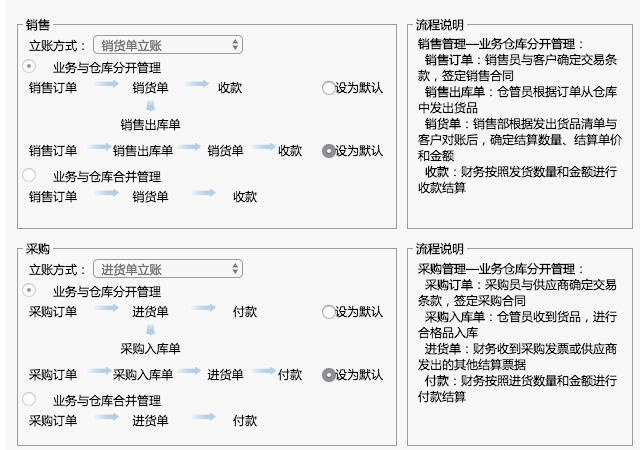 销售
立账方式： 销货单立账
业务与仓库分开管理
销售订单 销货单 收款 设为默认
销售出库单
销售订单 销售出库单 销货单 收款 设为默认
业务与仓库合并管理
销售订单 销货单 收款
流程说明
销售管理—业务仓库分开管理：
销售订单：销售员与客户确定交易条
款，签定销售合同
销售出库单：仓管员根据订单从仓库
中发出货品
销货单：销售部根据发出货品清单与
客户对账后，确定结算数量、结算单价
和金额
收款：财务按照发货数量和金额进行
收款结算
采购
立账方式： 进货单立账
业务与仓库分开管理
采购订单 进货单 付款 设为默认
采购入库单
采购订单 采购入库单 进货单 付款 设为默认
业务与仓库合并管理
采购订单 进货单 付款
流程说明
采购管理—业务仓库分开管理：
采购订单：采购员与供应商确定交易
条款，签定采购合同
采购入库单：仓管员收到货品，进行
合格品入库
进货单：财务收到采购发票或供应商
发出的其他结算票据
付款：财务按照进货数量和金额进行
付款结算